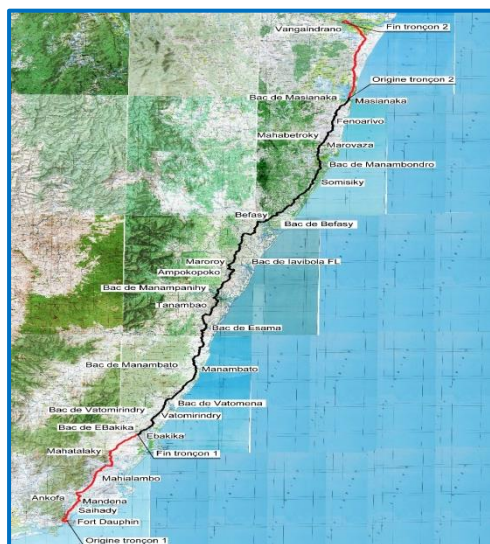 Vangaindrano
Fin tronçon 2
Origine tronçon 2
Bac de Masianaka
Masianaka
Fenoarivo
Mahabetroky
Marovaza
Bac de Manambondro
Somisiky
Befasy
Bac de Befasy
Maroroy
Bac de Iavibola FL
Ampokopoko
Bac de Manampanihy
Tanambao
Bac de Esama
Bac de Manambato
Manambato
Bac de Vatomena
Bac de Vatomirindry
Vatomirindry
Bac de EBakika
Ebakika
Mahatalaky
Fin tronçon 1
Mahialambo
Ankofa
Mandena
Saihady
Fort Dauphin
Origine tronçon 1